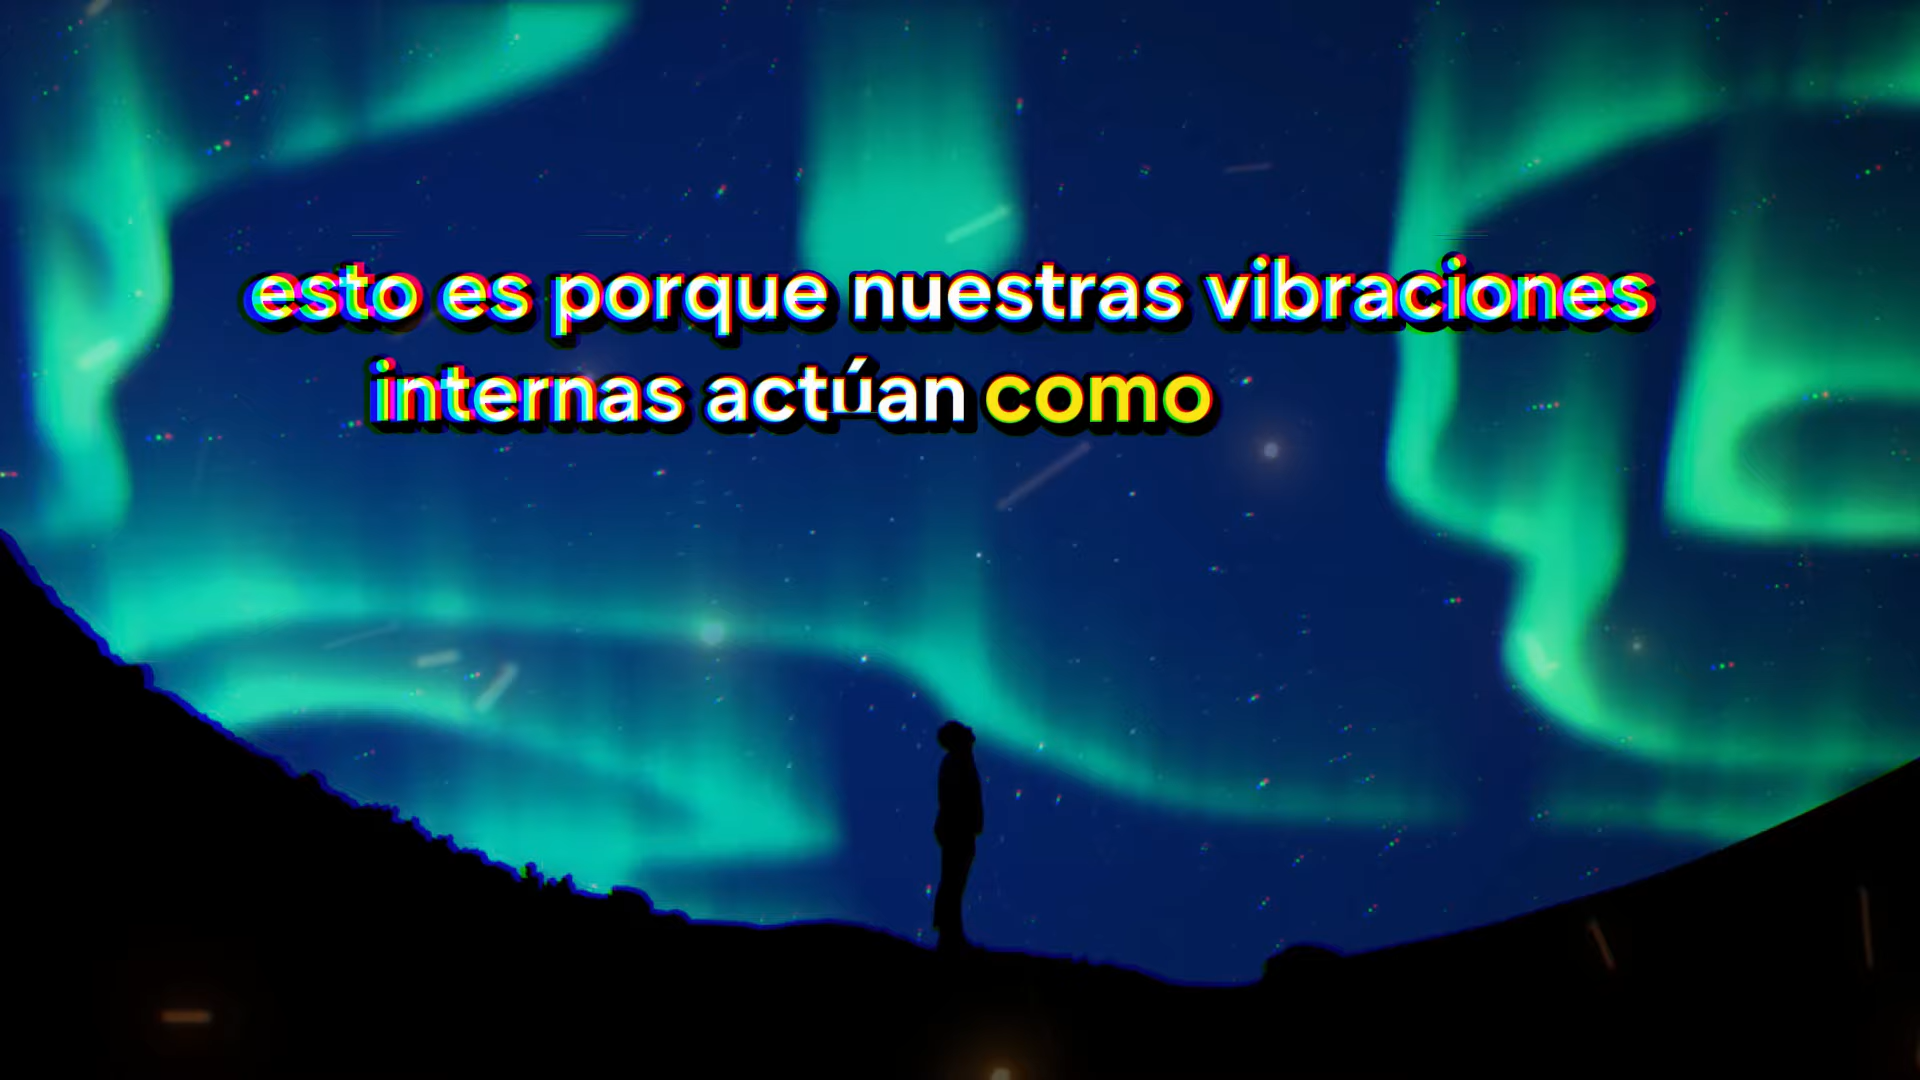 esto es porque nuestras vibraciones
internas actúan como